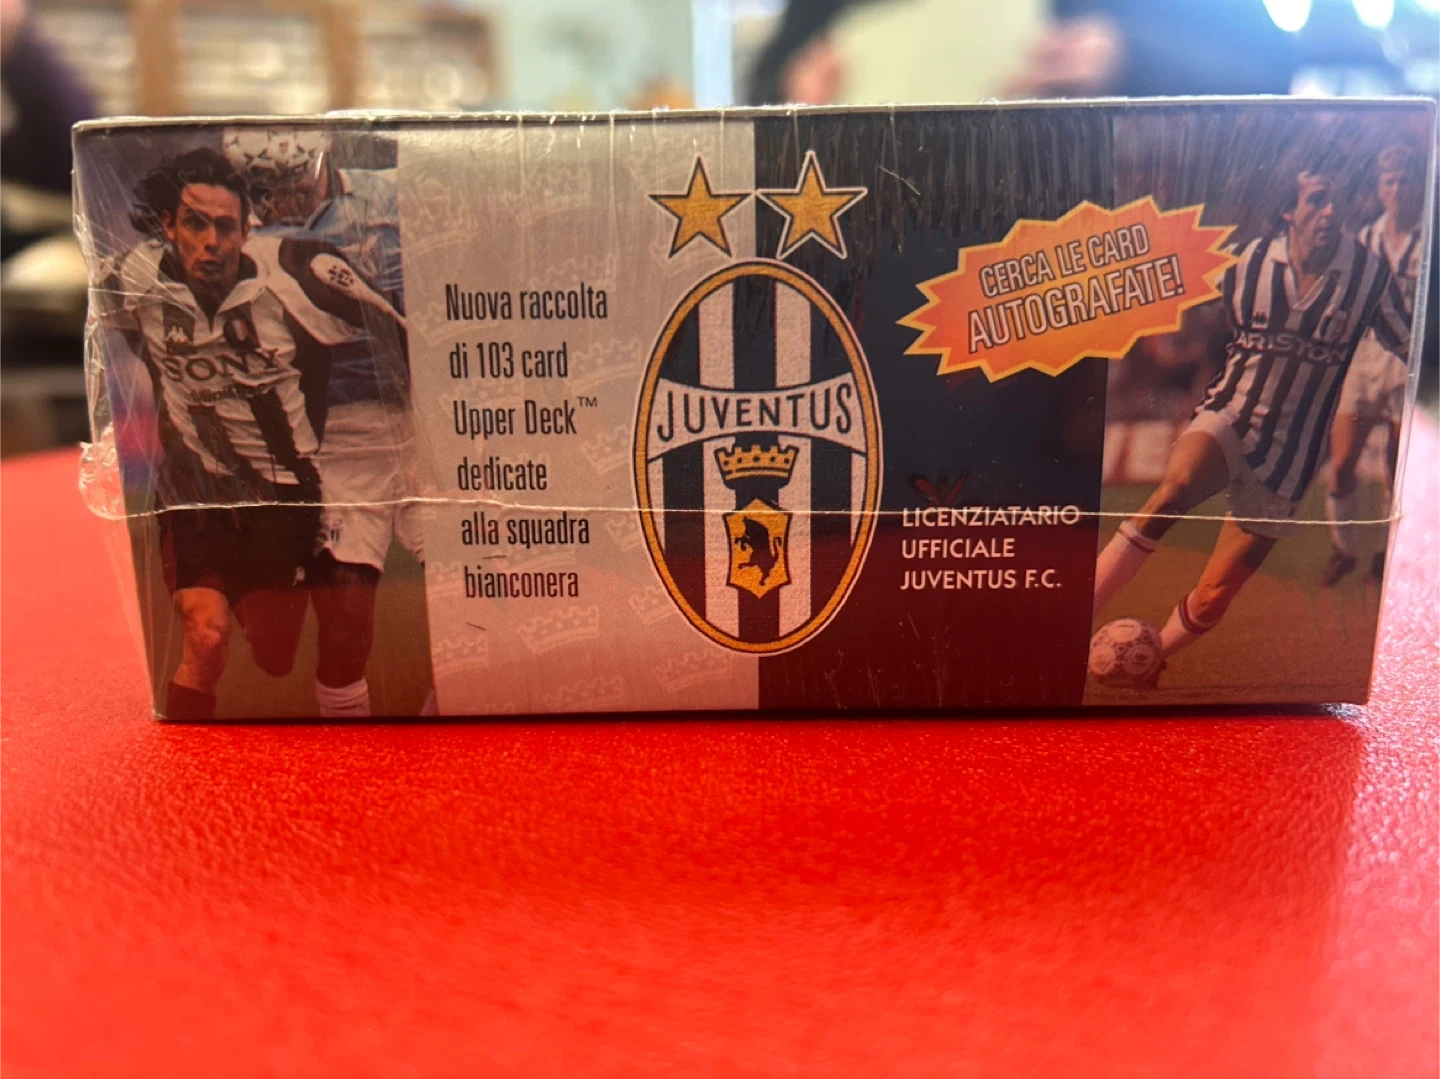 Nuova raccolta
di 103 card
Upper Deck™
dedicate
alla squadra
bianconera
JUVENTUS
CERCA LE CARD
AUTOGRAFATE!
LICENZIATARIO
UFFICIALE
JUVENTUS F.C.
SONY
ARISTON